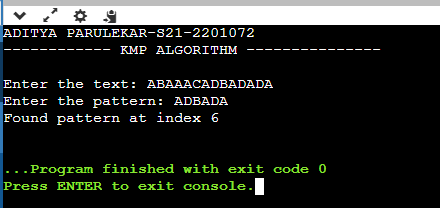 ADITYA PARULEKAR-S21-2201072
------------ KMP ALGORITHM ---------------
Enter the text: ABAAACADBADADA
Enter the pattern: ADBADA
Found pattern at index 6
...Program finished with exit code 0
Press ENTER to exit console.